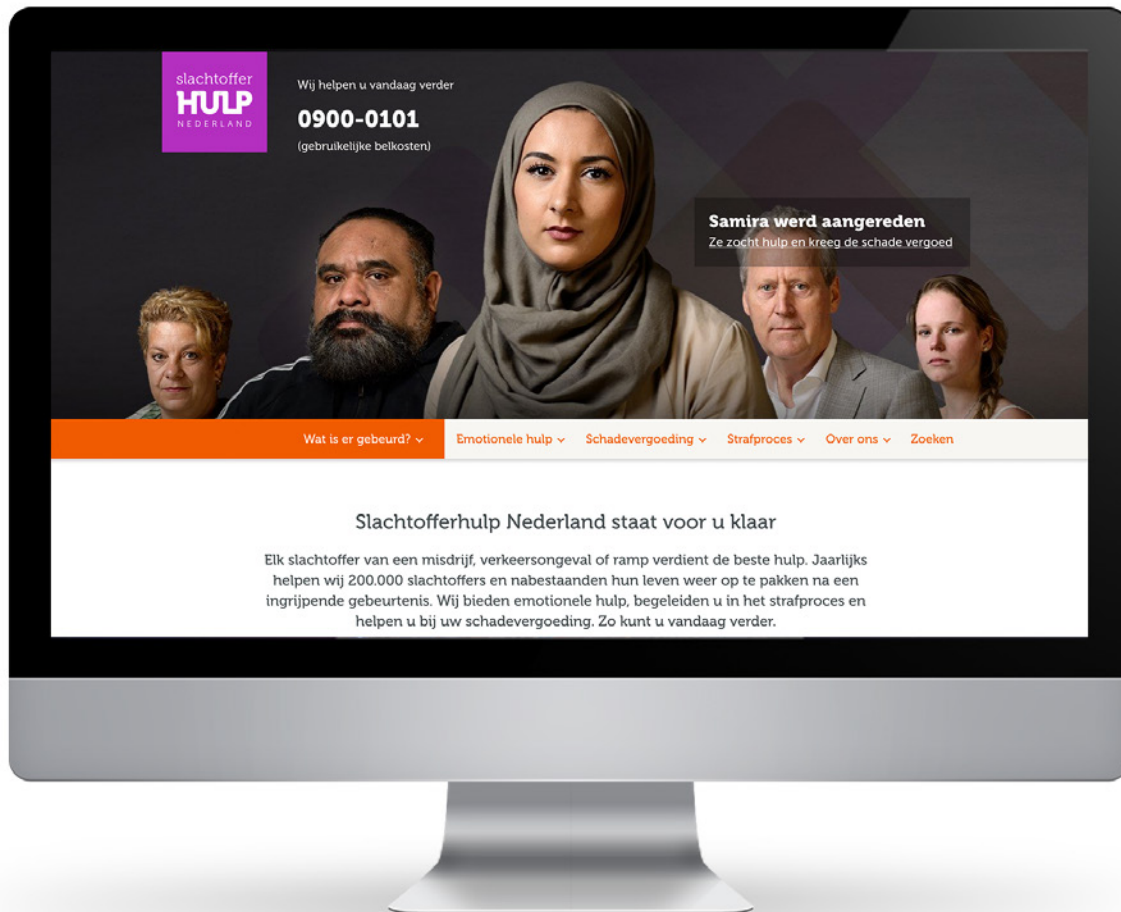 slachtoffer
HULP
NEDERLAND
Wij helpen u vandaag verder
0900-0101
(gebruikelijke belkosten)
Samira werd aangereden
Ze zocht hulp en kreeg de schade vergoed
Wat is er gebeurd?
Emotionele hulp
Schadevergoeding
Strafproces
Over ons
Zoeken
Slachtofferhulp Nederland staat voor u klaar
Elk slachtoffer van een misdrijf, verkeersongeval of ramp verdient de beste hulp. Jaarlijks
helpen wij 200.000 slachtoffers en nabestaanden hun leven weer op te pakken na een
ingrijpende gebeurtenis. Wij bieden emotionele hulp, begeleiden u in het strafproces en
helpen u bij uw schadevergoeding. Zo kunt u vandaag verder.